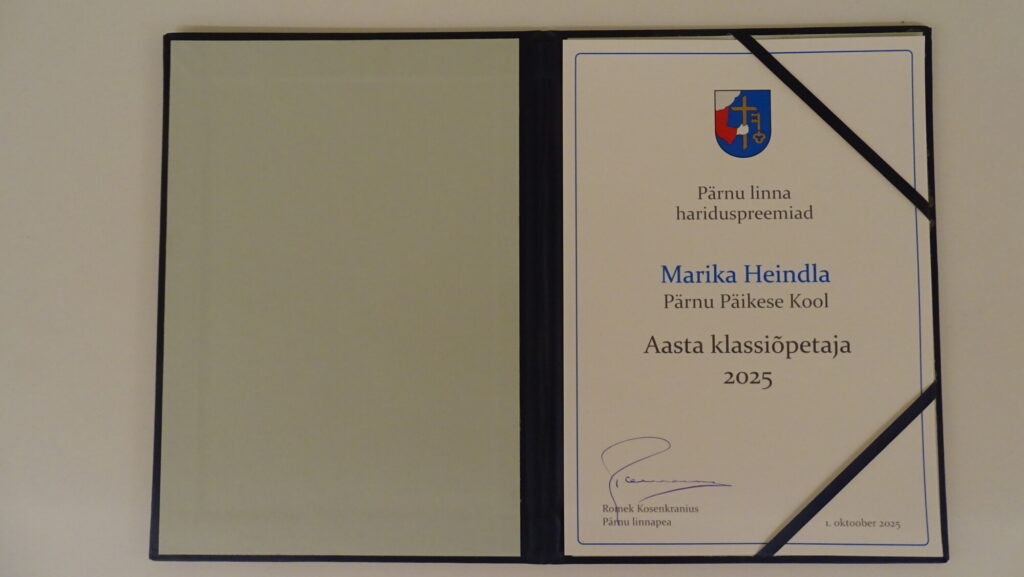 Pärnu linna
hariduspreemiad
Marika Heindla
Pärnu Päikese Kool
Aasta klassiõpetaja
2025
Romek Kosenkranius
Pärnu linnapea
1. oktoober 2025